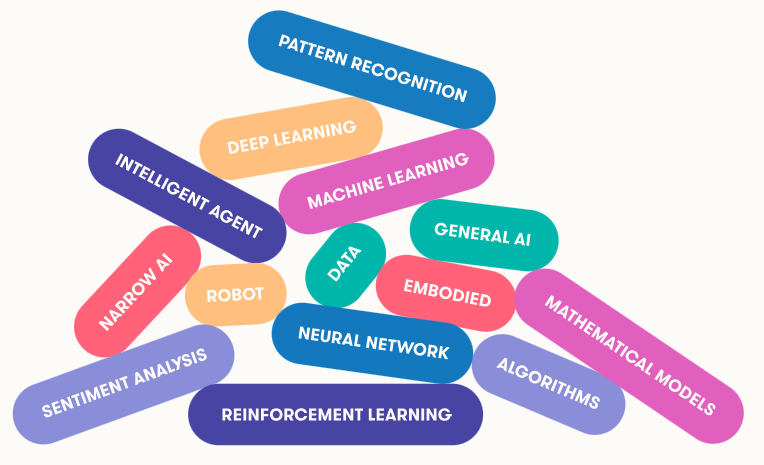 PATTERN RECOGNITION
DEEP LEARNING
MACHINE LEARNING
INTELLIGENT AGENT
GENERAL AI
DATA
NARROW AI
ROBOT
EMBODIED
MATHEMATICAL MODELS
NEURAL NETWORK
SENTIMENT ANALYSIS
ALGORITHMS
REINFORCEMENT LEARNING